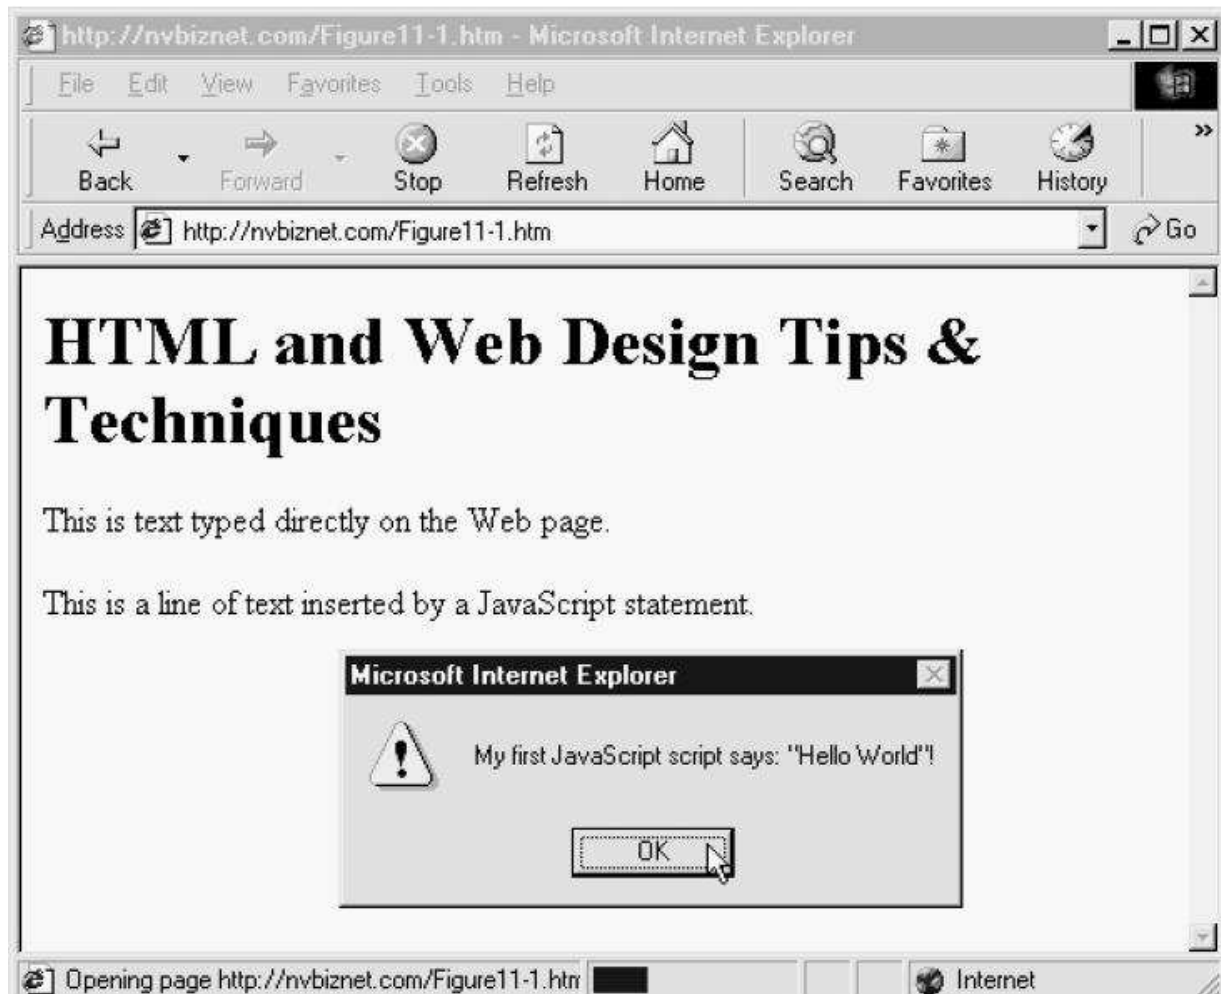 http://nvbiznet.com/Figure11-1.htm - Microsoft Internet Explorer
File Edit View Favorites Tools Help
Back Forward Stop Refresh Home Search Favorites History »
Address http://nvbiznet.com/Figure11-1.htm Go
HTML and Web Design Tips &
Techniques
This is text typed directly on the Web page.
This is a line of text inserted by a JavaScript statement.
Microsoft Internet Explorer
My first JavaScript script says: "Hello World"!
OK
Opening page http://nvbiznet.com/Figure11-1.htm Internet